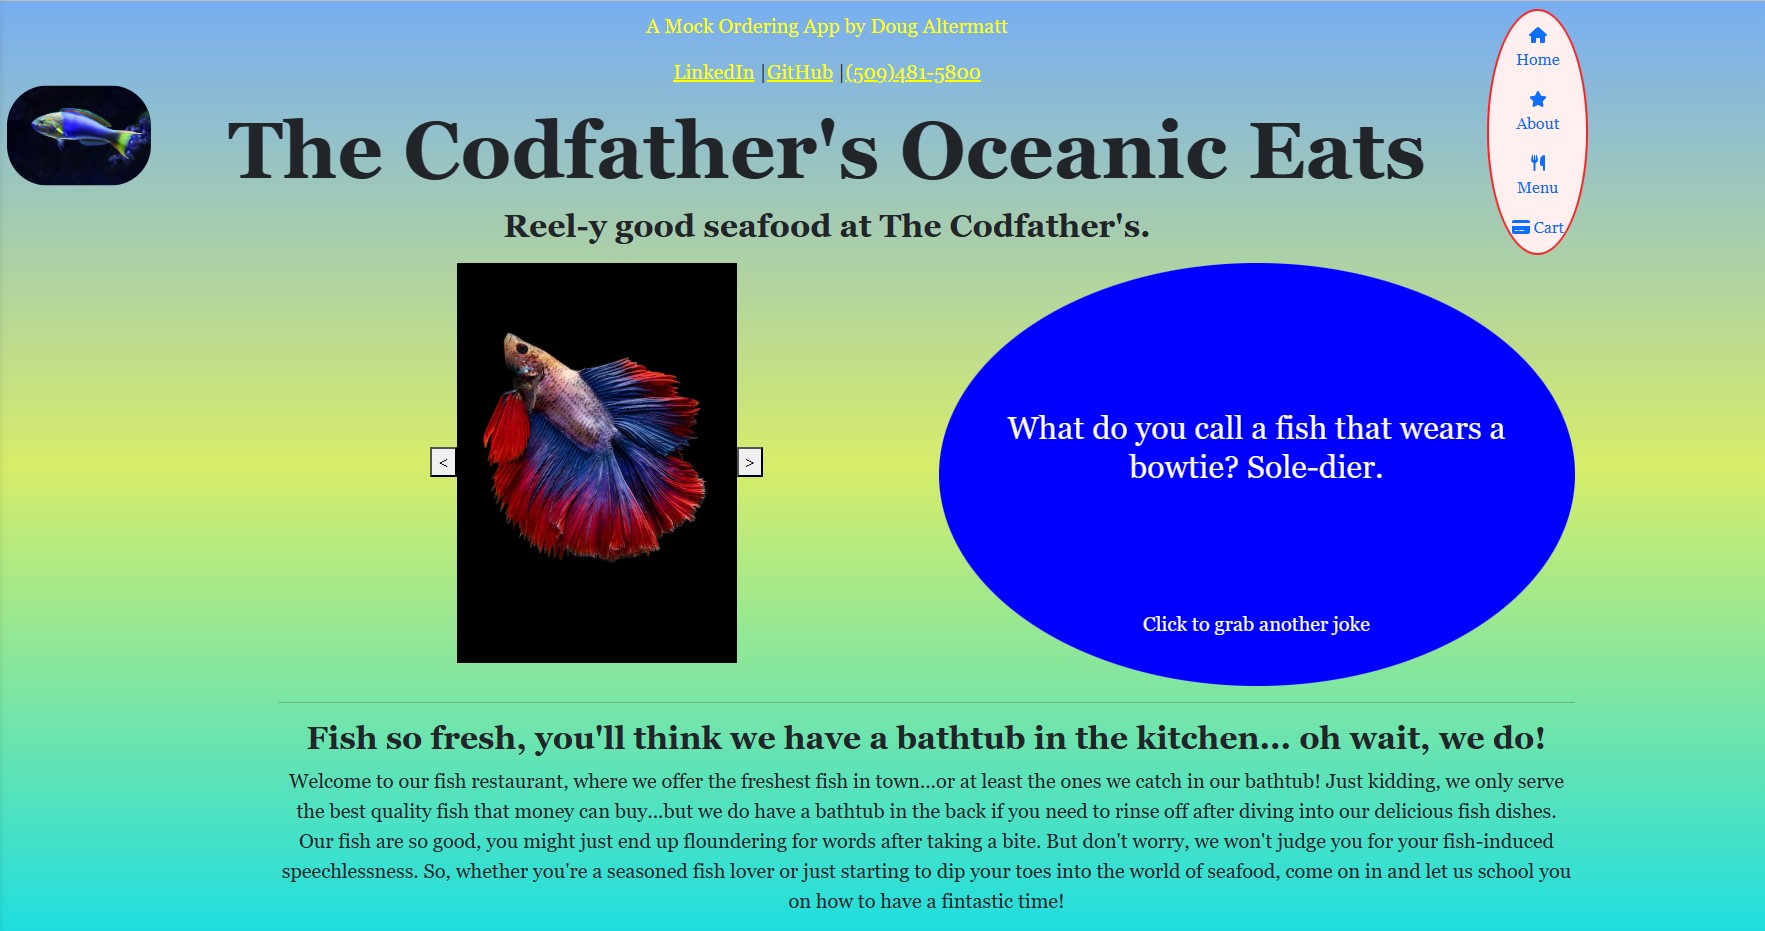 A Mock Ordering App by Doug Altermatt
LinkedIn |GitHub |(509)481-5800
The Codfather's Oceanic Eats
Reel-y good seafood at The Codfather's.
Home
About
Menu
Cart
<
>
What do you call a fish that wears a
bowtie? Sole-dier.
Click to grab another joke
Fish so fresh, you'll think we have a bathtub in the kitchen... oh wait, we do!
Welcome to our fish restaurant, where we offer the freshest fish in town...or at least the ones we catch in our bathtub! Just kidding, we only serve
the best quality fish that money can buy...but we do have a bathtub in the back if you need to rinse off after diving into our delicious fish dishes.
Our fish are so good, you might just end up floundering for words after taking a bite. But don't worry, we won't judge you for your fish-induced
speechlessness. So, whether you're a seasoned fish lover or just starting to dip your toes into the world of seafood, come on in and let us school you
on how to have a fintastic time!